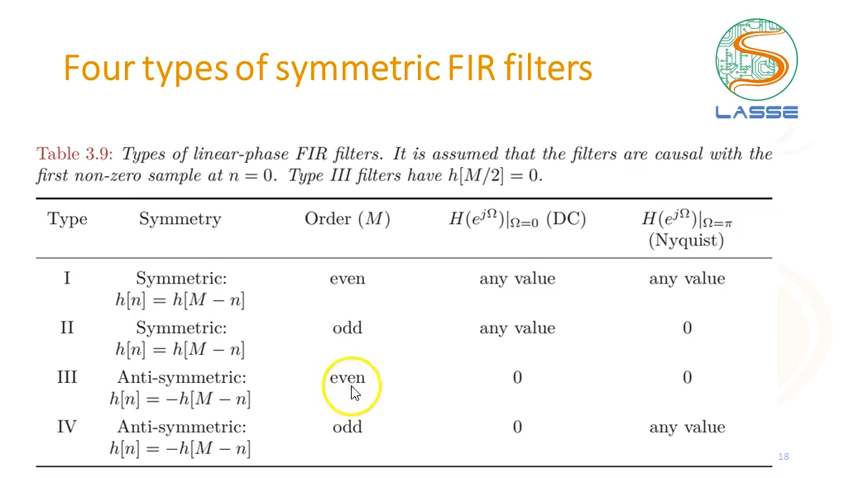 Four types of symmetric FIR filters
LASSE
Table 3.9: Types of linear-phase FIR filters. It is assumed that the filters are causal with the
first non-zero sample at n = 0. Type III filters have h[M/2] = 0.
Type Symmetry Order (M) H(e^{jΩ})|_{Ω=0} (DC) H(e^{jΩ})|_{Ω=π}
(Nyquist)
I Symmetric: even any value any value
h[n] = h[M − n]
II Symmetric: odd any value 0
h[n] = h[M − n]
III Anti-symmetric: even 0 0
h[n] = −h[M − n]
IV Anti-symmetric: odd 0 any value
h[n] = −h[M − n]
18